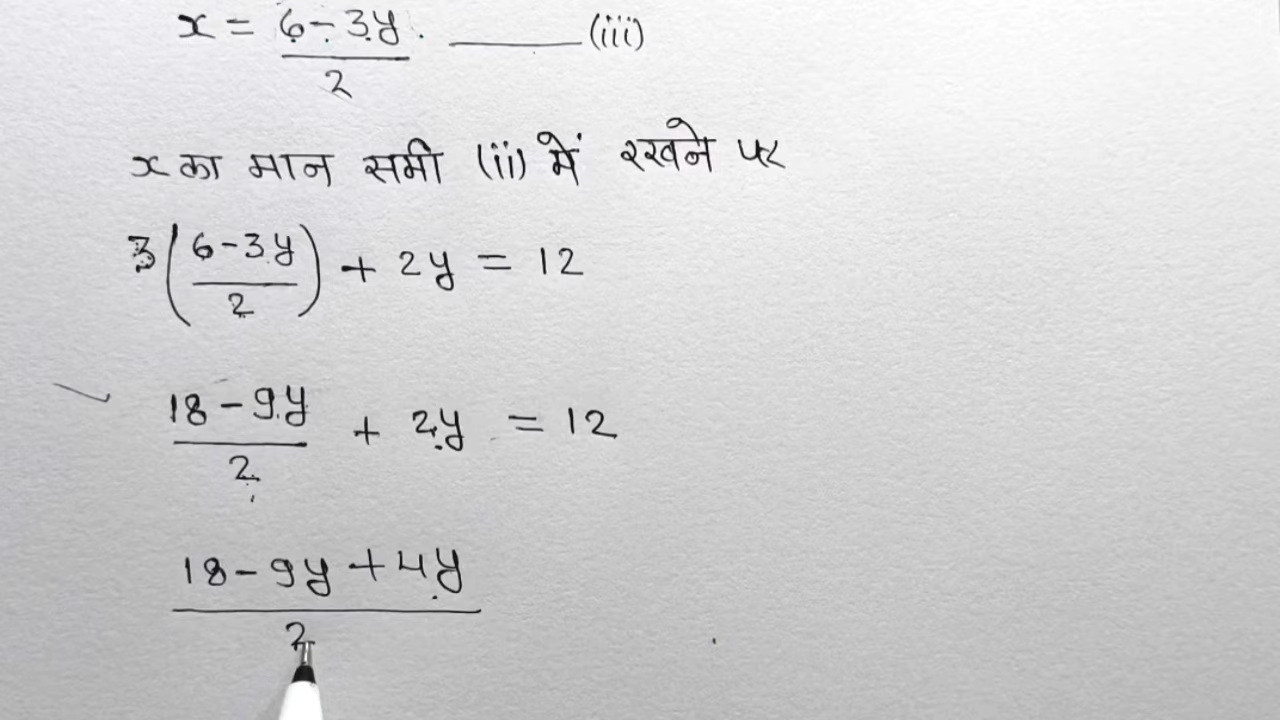 x = (6-3y)/2 ——— (iii)
x का मान समी (ii) में रखने पर
3((6-3y)/2) + 2y = 12
(18-9y)/2 + 2y = 12
(18-9y+4y)/2